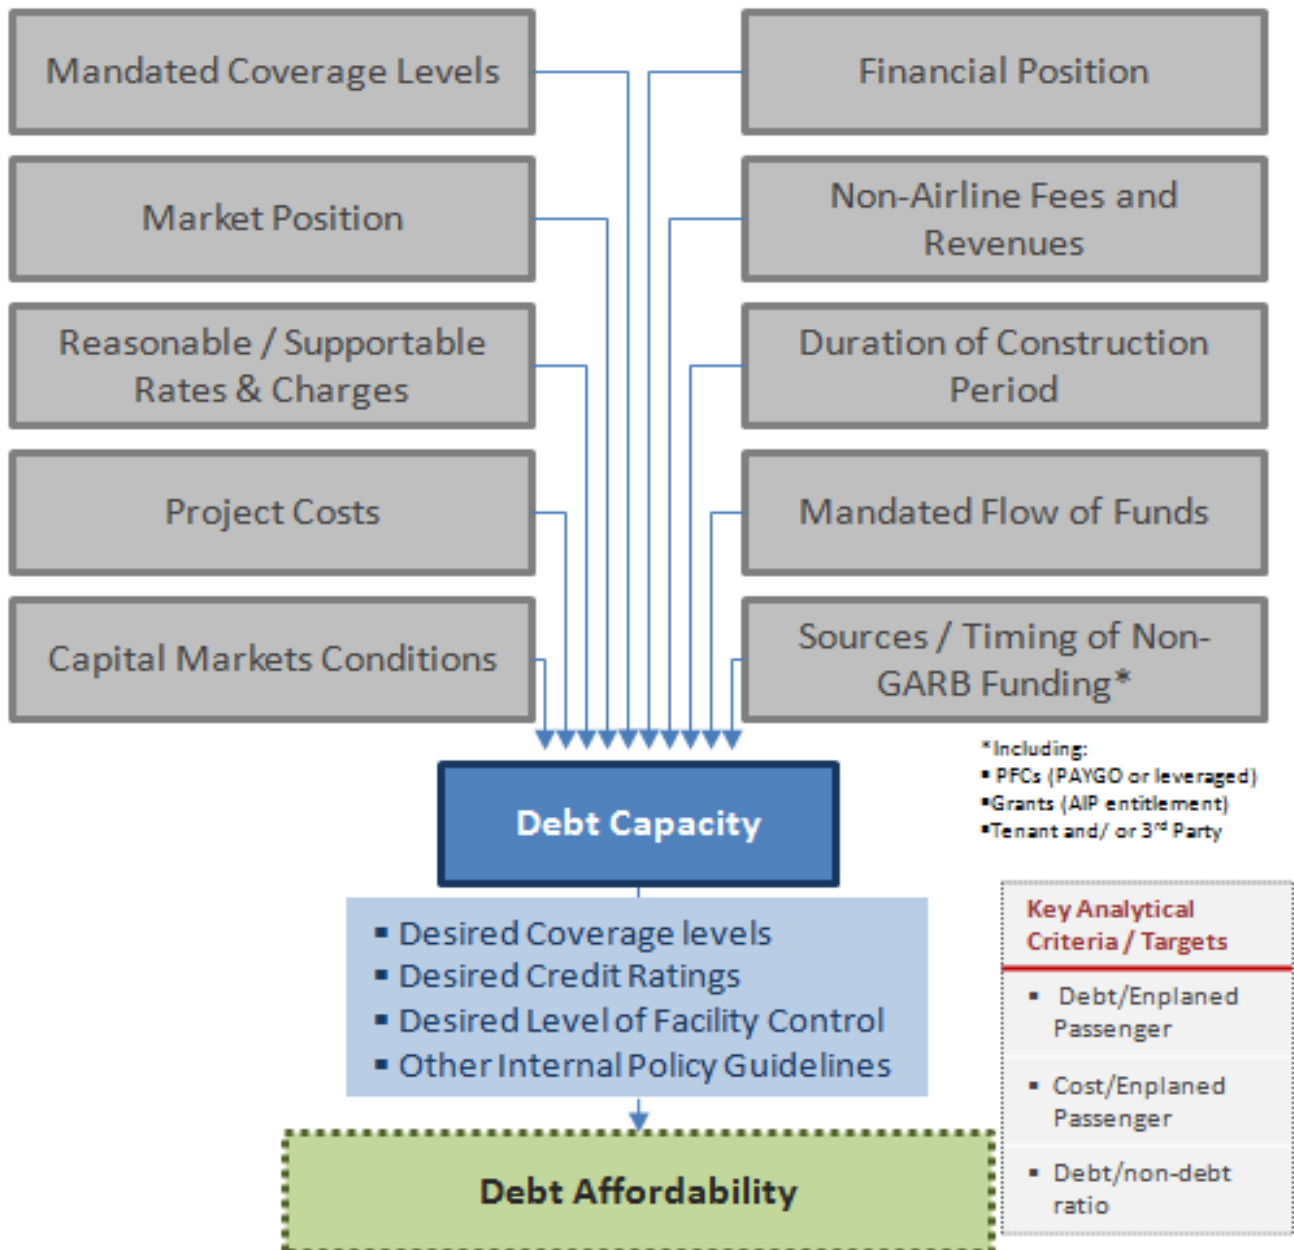 Mandated Coverage Levels
Financial Position
Market Position
Non-Airline Fees and
Revenues
Reasonable / Supportable
Rates & Charges
Duration of Construction
Period
Project Costs
Mandated Flow of Funds
Capital Markets Conditions
Sources / Timing of Non-
GARB Funding*
*Including:
▪ PFCs (PAYGO or leveraged)
▪Grants (AIP entitlement)
▪Tenant and/ or 3rd Party
Debt Capacity
▪ Desired Coverage levels
▪ Desired Credit Ratings
▪ Desired Level of Facility Control
▪ Other Internal Policy Guidelines
Key Analytical
Criteria / Targets
▪ Debt/Enplaned
Passenger
▪ Cost/Enplaned
Passenger
▪ Debt/non-debt
ratio
Debt Affordability